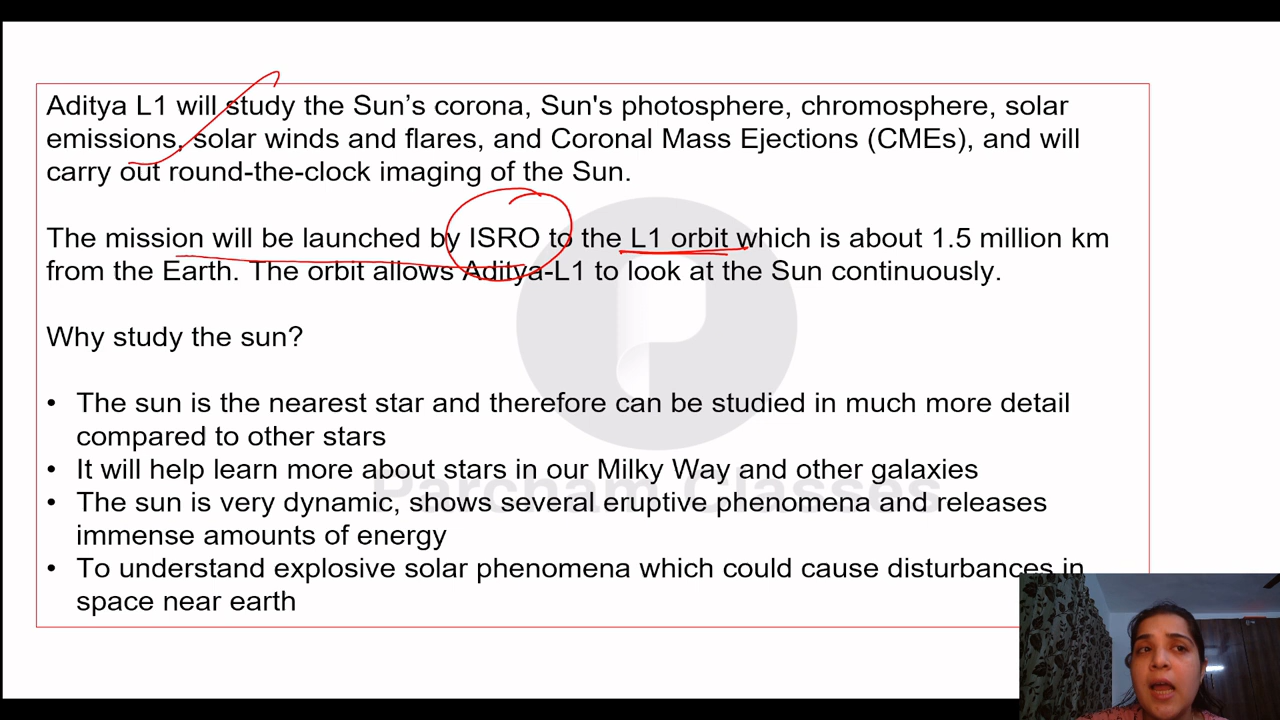 Aditya L1 will study the Sun’s corona, Sun's photosphere, chromosphere, solar
emissions, solar winds and flares, and Coronal Mass Ejections (CMEs), and will
carry out round-the-clock imaging of the Sun.
The mission will be launched by ISRO to the L1 orbit which is about 1.5 million km
from the Earth. The orbit allows Aditya-L1 to look at the Sun continuously.
Why study the sun?
• The sun is the nearest star and therefore can be studied in much more detail
compared to other stars
• It will help learn more about stars in our Milky Way and other galaxies
• The sun is very dynamic, shows several eruptive phenomena and releases
immense amounts of energy
• To understand explosive solar phenomena which could cause disturbances in
space near earth
Parcham Classes